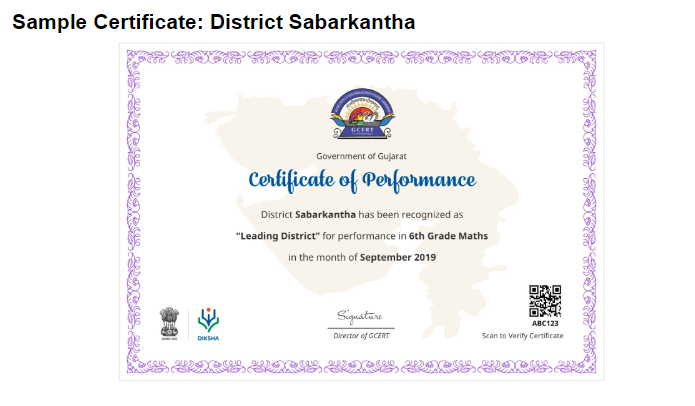 Sample Certificate: District Sabarkantha
GCERT
Government of Gujarat
Certificate of Performance
District Sabarkantha has been recognized as
“Leading District” for performance in 6th Grade Maths
in the month of September 2019
Signature
Director of GCERT
DIKSHA
ABC123
Scan to Verify Certificate